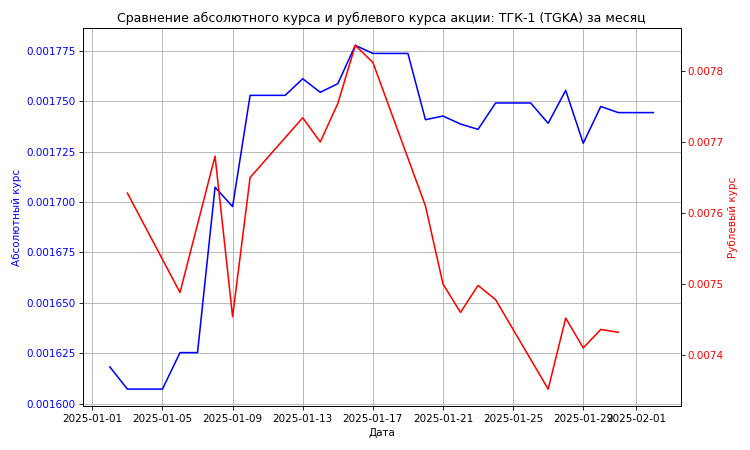 Сравнение абсолютного курса и рублевого курса акции: ТГК-1 (TGKA) за месяц
0.001775
0.001750
0.001725
0.001700
0.001675
0.001650
0.001625
0.001600
Абсолютный курс
0.0078
0.0077
0.0076
0.0075
0.0074
Рублевый курс
2025-01-01 2025-01-05 2025-01-09 2025-01-13 2025-01-17 2025-01-21 2025-01-25 2025-01-29 2025-02-01
Дата